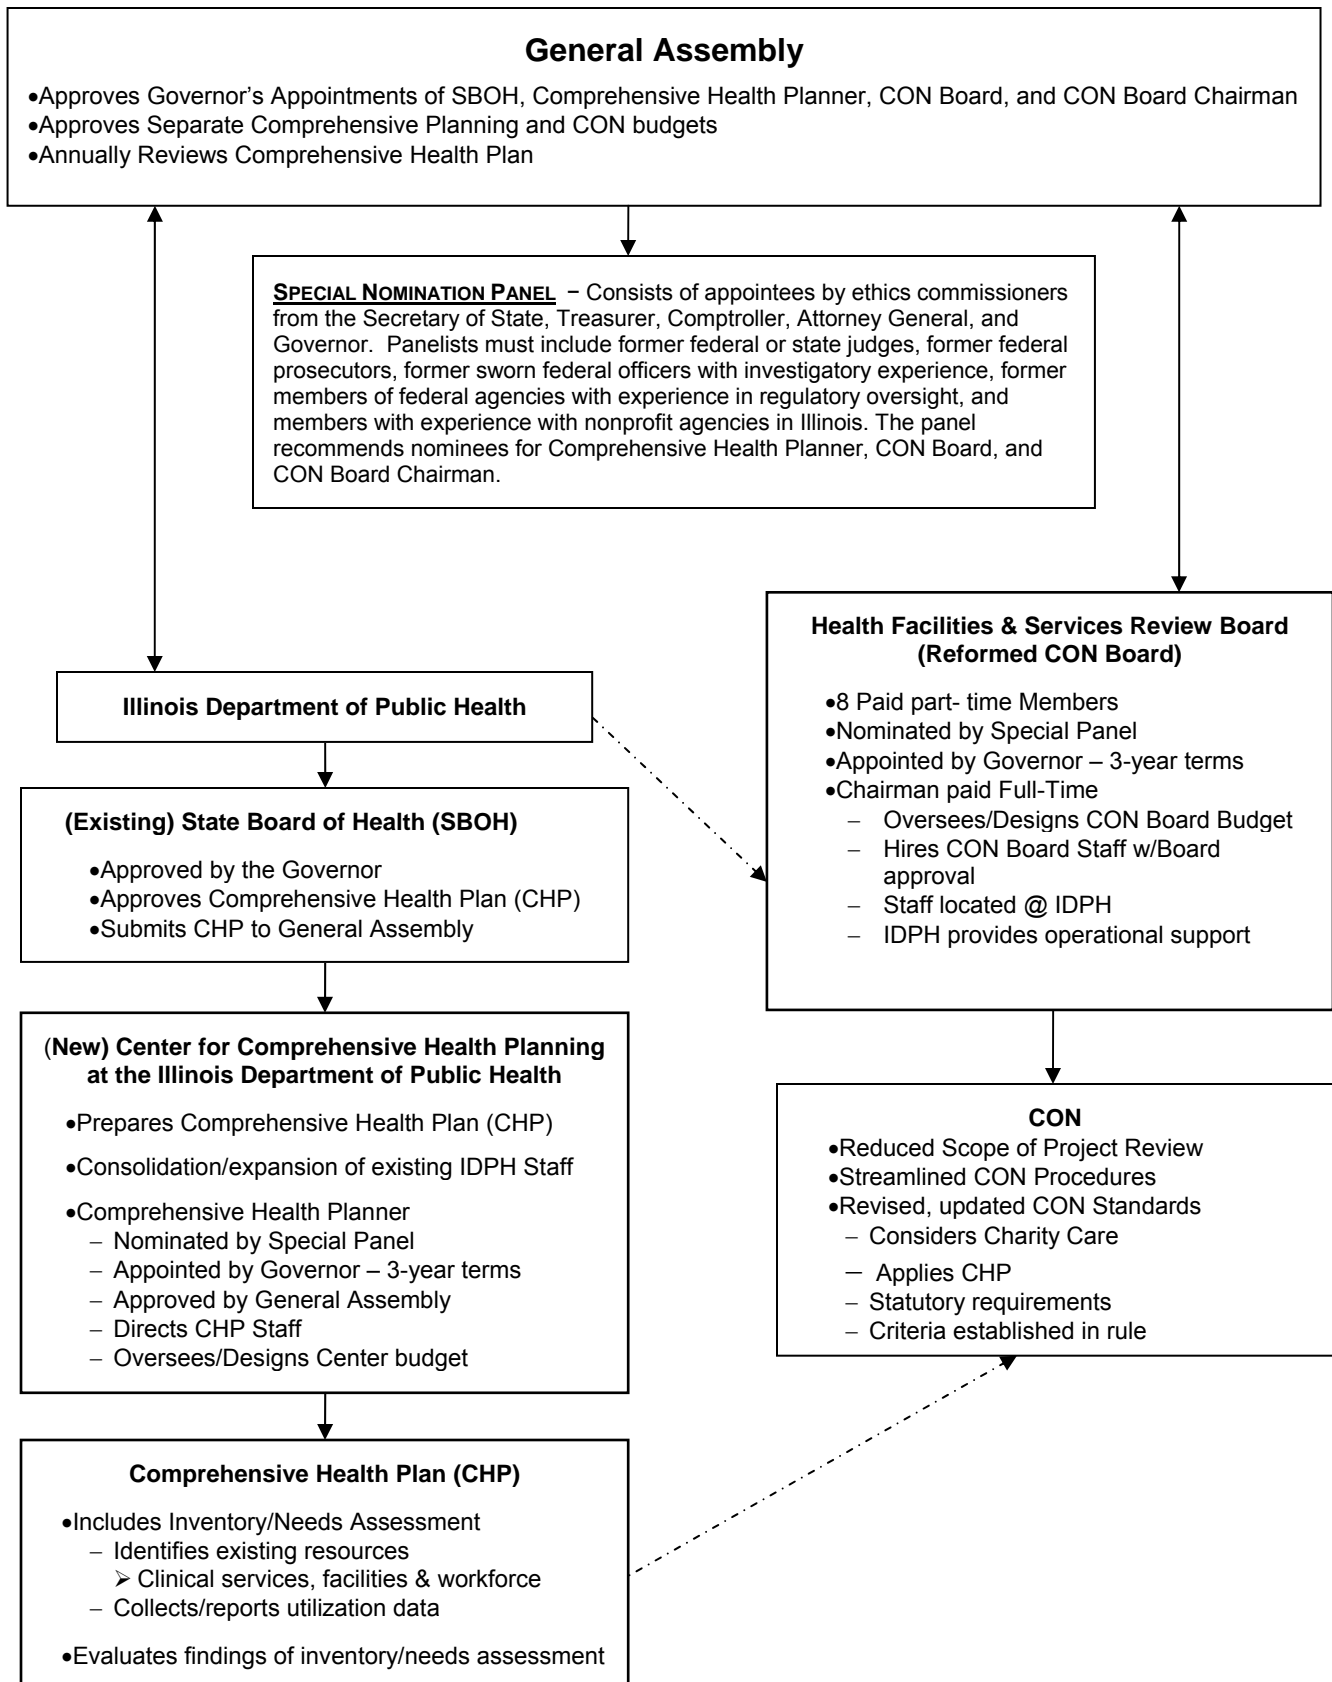 General Assembly
•Approves Governor’s Appointments of SBOH, Comprehensive Health Planner, CON Board, and CON Board Chairman
•Approves Separate Comprehensive Planning and CON budgets
•Annually Reviews Comprehensive Health Plan
SPECIAL NOMINATION PANEL – Consists of appointees by ethics commissioners
from the Secretary of State, Treasurer, Comptroller, Attorney General, and
Governor. Panelists must include former federal or state judges, former federal
prosecutors, former sworn federal officers with investigatory experience, former
members of federal agencies with experience in regulatory oversight, and
members with experience with nonprofit agencies in Illinois. The panel
recommends nominees for Comprehensive Health Planner, CON Board, and
CON Board Chairman.
Illinois Department of Public Health
(Existing) State Board of Health (SBOH)
•Approved by the Governor
•Approves Comprehensive Health Plan (CHP)
•Submits CHP to General Assembly
(New) Center for Comprehensive Health Planning
at the Illinois Department of Public Health
•Prepares Comprehensive Health Plan (CHP)
•Consolidation/expansion of existing IDPH Staff
•Comprehensive Health Planner
– Nominated by Special Panel
– Appointed by Governor – 3-year terms
– Approved by General Assembly
– Directs CHP Staff
– Oversees/Designs Center budget
Comprehensive Health Plan (CHP)
•Includes Inventory/Needs Assessment
– Identifies existing resources
➢ Clinical services, facilities & workforce
– Collects/reports utilization data
•Evaluates findings of inventory/needs assessment
Health Facilities & Services Review Board
(Reformed CON Board)
•8 Paid part- time Members
•Nominated by Special Panel
•Appointed by Governor – 3-year terms
•Chairman paid Full-Time
– Oversees/Designs CON Board Budget
– Hires CON Board Staff w/Board
approval
– Staff located @ IDPH
– IDPH provides operational support
CON
•Reduced Scope of Project Review
•Streamlined CON Procedures
•Revised, updated CON Standards
– Considers Charity Care
– Applies CHP
– Statutory requirements
– Criteria established in rule